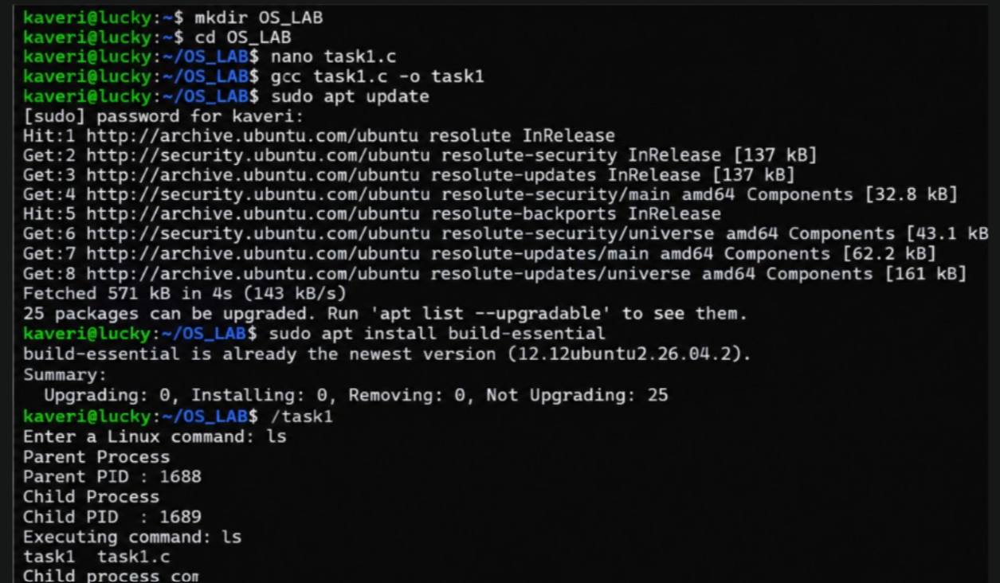 kaveri@lucky:~$ mkdir OS_LAB
kaveri@lucky:~$ cd OS_LAB
kaveri@lucky:~/OS_LAB$ nano task1.c
kaveri@lucky:~/OS_LAB$ gcc task1.c -o task1
kaveri@lucky:~/OS_LAB$ sudo apt update
[sudo] password for kaveri:
Hit:1 http://archive.ubuntu.com/ubuntu resolute InRelease
Get:2 http://security.ubuntu.com/ubuntu resolute-security InRelease [137 kB]
Get:3 http://archive.ubuntu.com/ubuntu resolute-updates InRelease [137 kB]
Get:4 http://security.ubuntu.com/ubuntu resolute-security/main amd64 Components [32.8 kB]
Hit:5 http://archive.ubuntu.com/ubuntu resolute-backports InRelease
Get:6 http://security.ubuntu.com/ubuntu resolute-security/universe amd64 Components [43.1 kB
Get:7 http://archive.ubuntu.com/ubuntu resolute-updates/main amd64 Components [62.2 kB]
Get:8 http://archive.ubuntu.com/ubuntu resolute-updates/universe amd64 Components [161 kB]
Fetched 571 kB in 4s (143 kB/s)
25 packages can be upgraded. Run 'apt list --upgradable' to see them.
kaveri@lucky:~/OS_LAB$ sudo apt install build-essential
build-essential is already the newest version (12.12ubuntu2.26.04.2).
Summary:
  Upgrading: 0, Installing: 0, Removing: 0, Not Upgrading: 25
kaveri@lucky:~/OS_LAB$ /task1
Enter a Linux command: ls
Parent Process
Parent PID : 1688
Child Process
Child PID  : 1689
Executing command: ls
task1  task1.c
Child process com